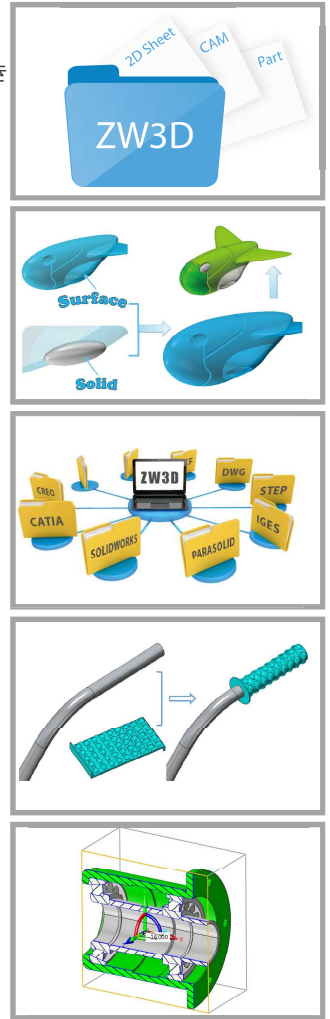 2D Sheet
CAM
Part
ZW3D
Surface
Solid
ZW3D
DWG
CREO
STEP
CATIA
IGES
SOLIDWORKS
PARASOLID
X